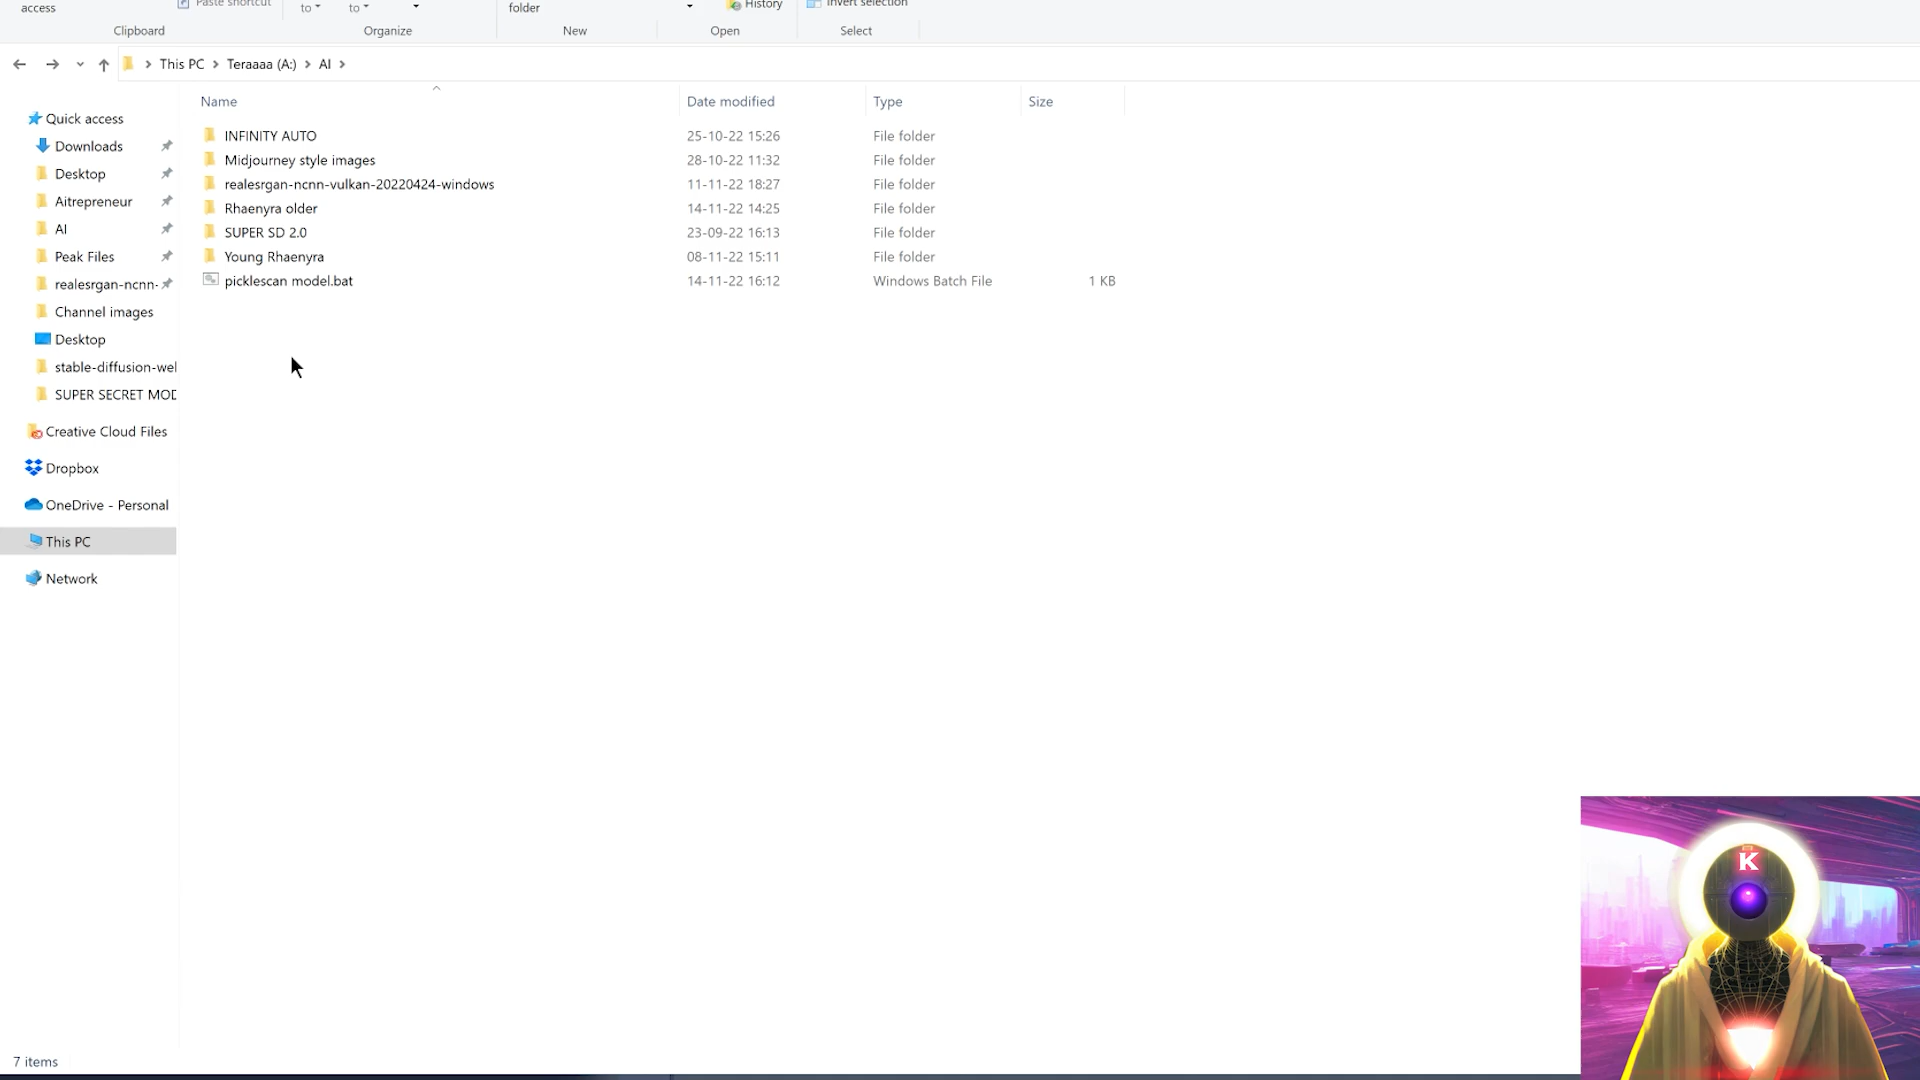 access
Paste shortcut
to
to
folder
History
Invert selection
Clipboard
Organize
New
Open
Select
This PC
Teraaaa (A:)
AI
Name
Date modified
Type
Size
Quick access
Downloads
Desktop
Aitrepreneur
AI
Peak Files
realesrgan-ncnn-
Channel images
Desktop
stable-diffusion-wel
SUPER SECRET MOD
Creative Cloud Files
Dropbox
OneDrive - Personal
This PC
Network
INFINITY AUTO 25-10-22 15:26 File folder
Midjourney style images 28-10-22 11:32 File folder
realesrgan-ncnn-vulkan-20220424-windows 11-11-22 18:27 File folder
Rhaenyra older 14-11-22 14:25 File folder
SUPER SD 2.0 23-09-22 16:13 File folder
Young Rhaenyra 08-11-22 15:11 File folder
picklescan model.bat 14-11-22 16:12 Windows Batch File 1 KB
7 items
K